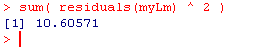 > sum( residuals(myLm) ^ 2 )
[1] 10.60571
>